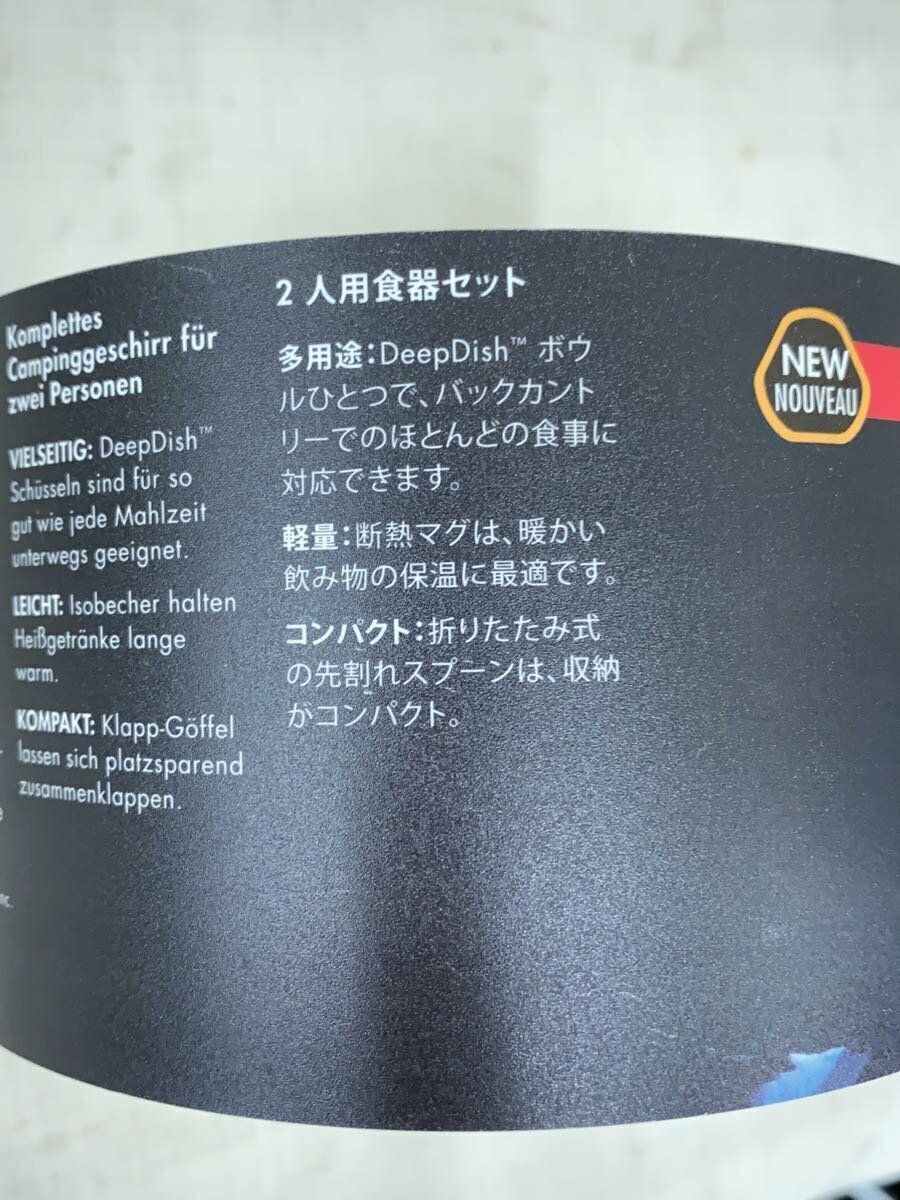 Komplettes
Campinggeschirr für
zwei Personen
VIELSEITIG: DeepDish™
Schüsseln sind für so
gut wie jede Mahlzeit
unterwegs geeignet.
LEICHT: Isobecher halten
Heißgetränke lange
warm.
KOMPAKT: Klapp-Göffel
lassen sich platzsparend
zusammenklappen.
2 人用食器セット
多用途：DeepDish™ ボウ
ルひとつで、バックカント
リーでのほとんどの食事に
対応できます。
軽量：断熱マグは、暖かい
飲み物の保温に最適です。
コンパクト：折りたたみ式
の先割れスプーンは、収納
がコンパクト。
NEW
NOUVEAU